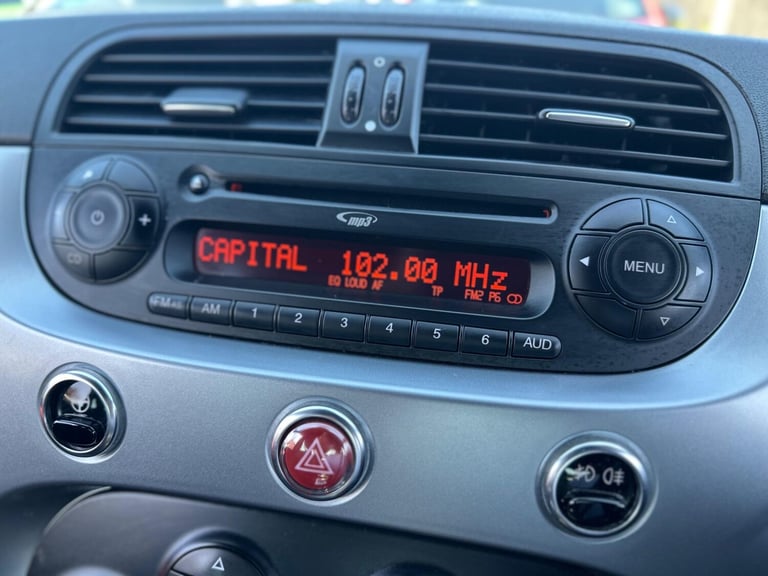 mp3
CAPITAL 102.00 MHz
EQ LOUD AF TP FM2 P6 CD
+
CD
MENU
FM AS AM 1 2 3 4 5 6 AUD